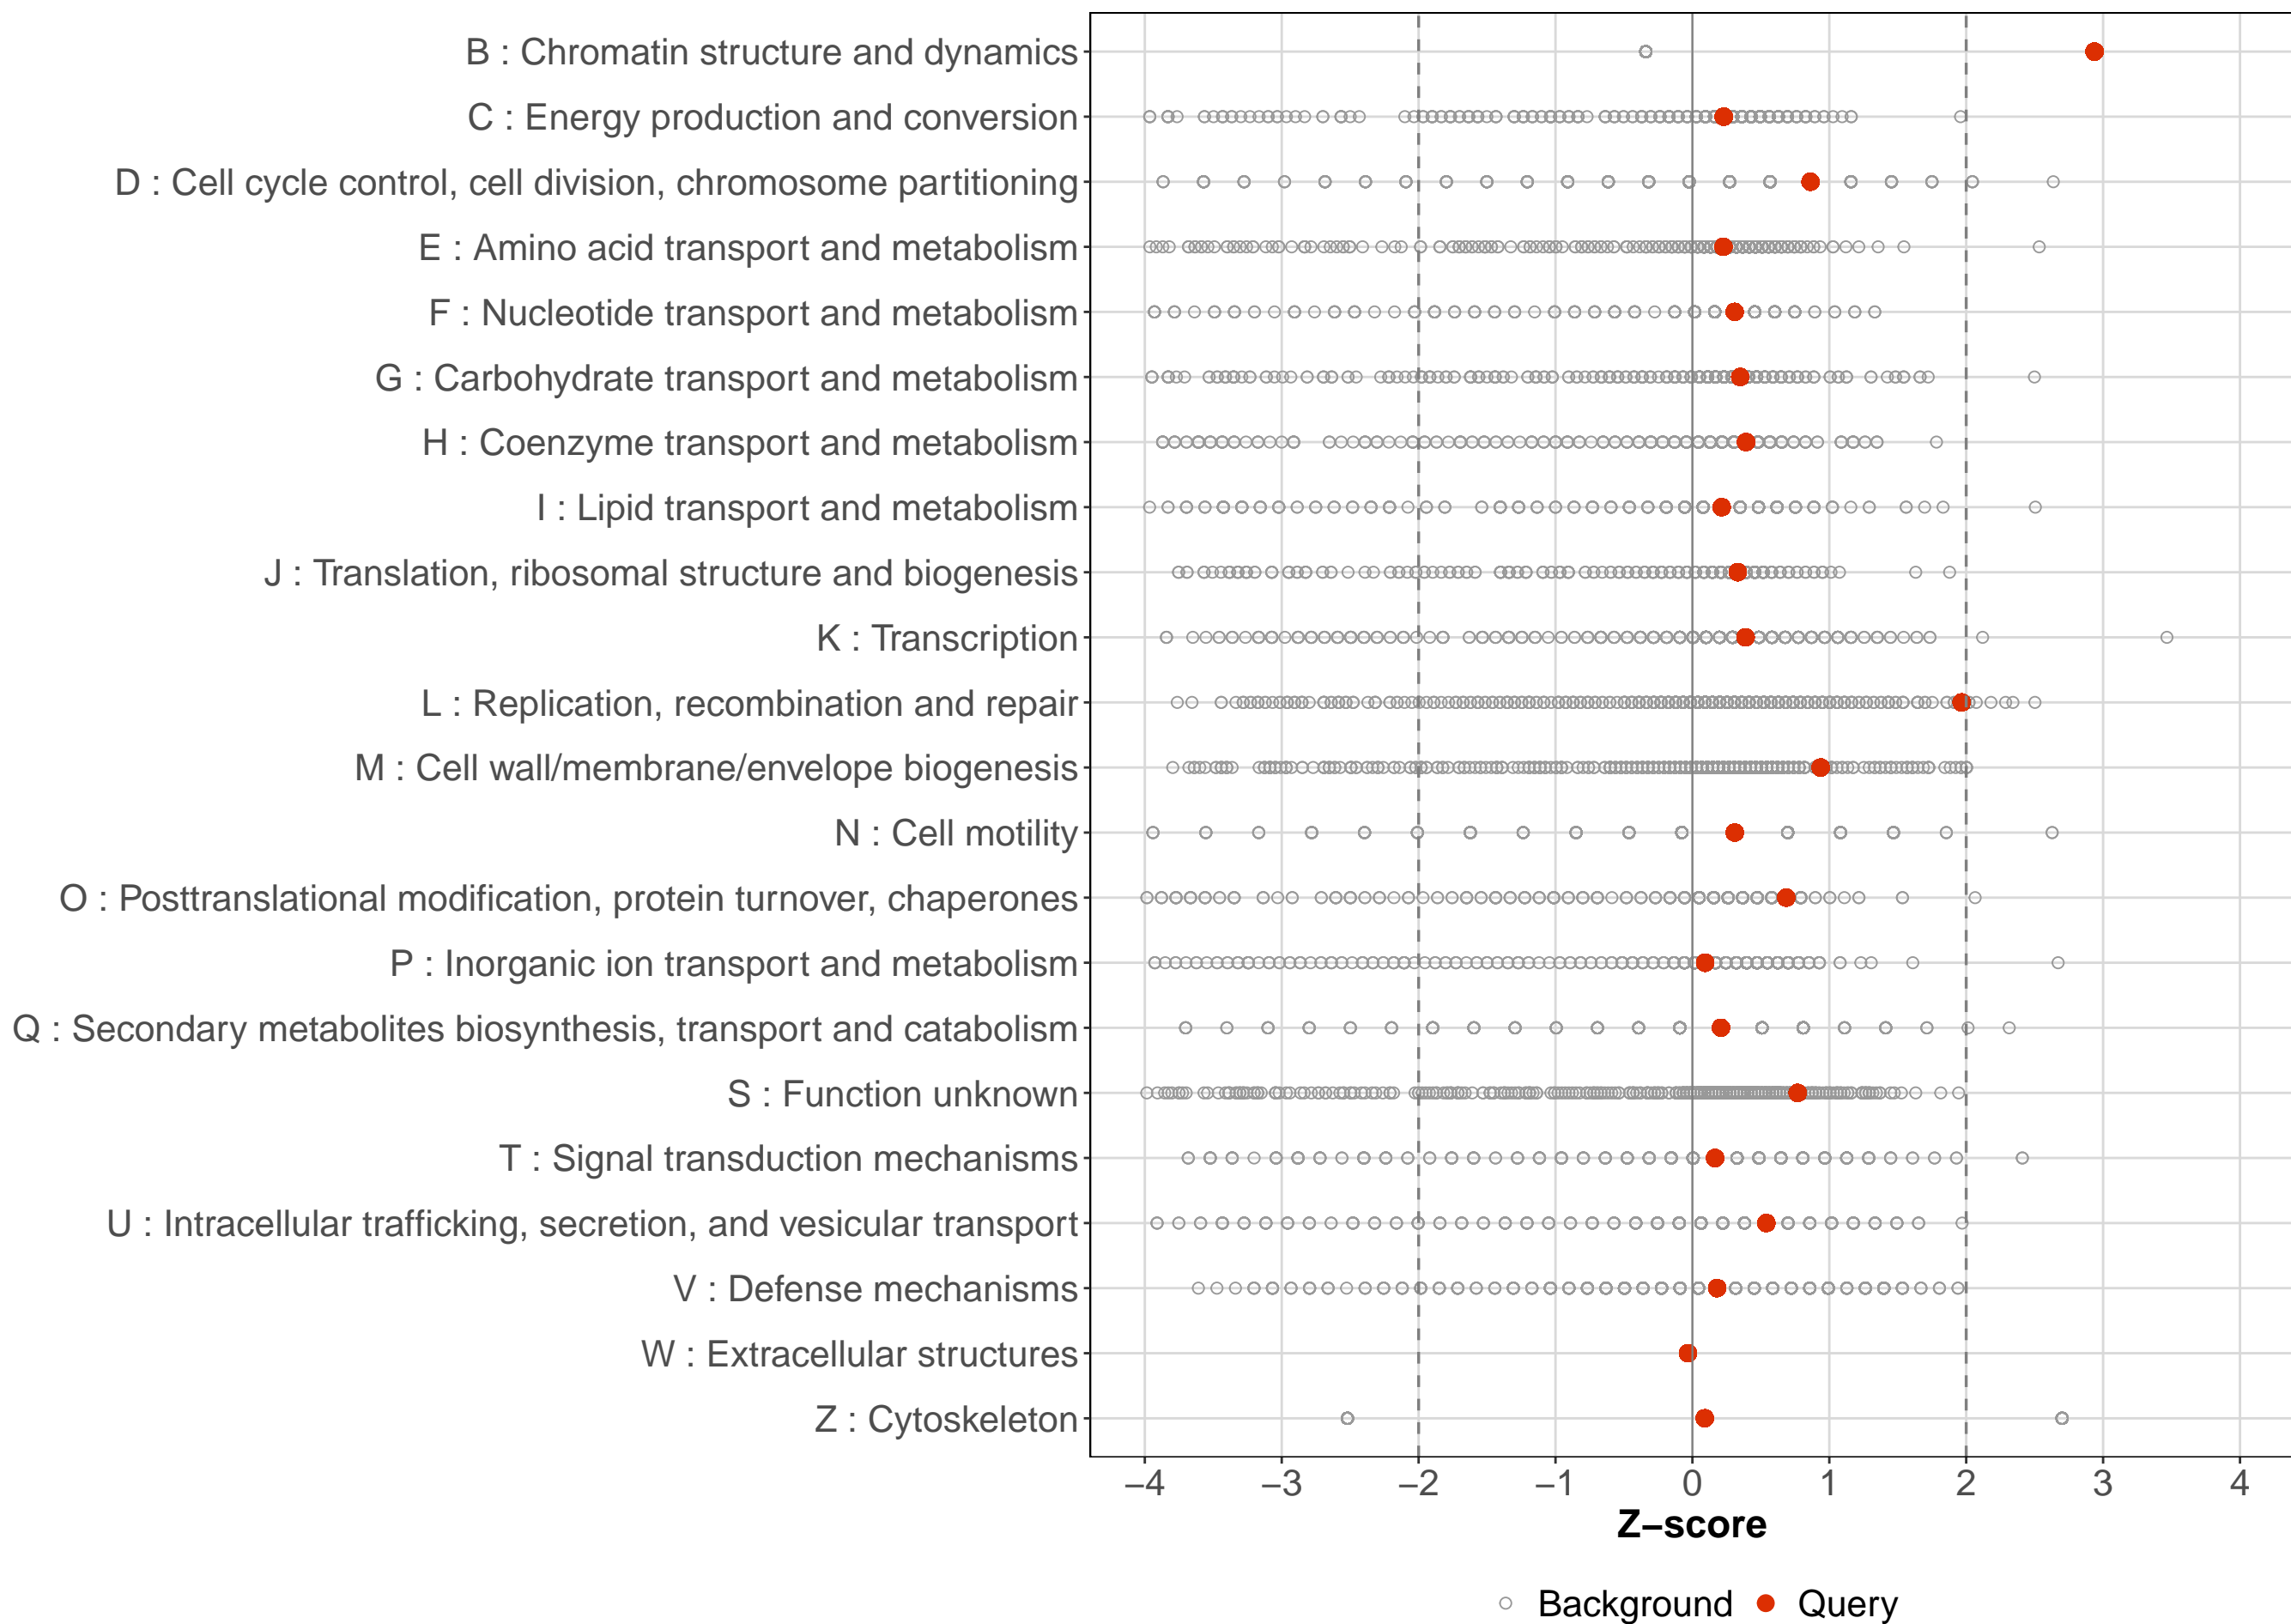 B : Chromatin structure and dynamics
C : Energy production and conversion
D : Cell cycle control, cell division, chromosome partitioning
E : Amino acid transport and metabolism
F : Nucleotide transport and metabolism
G : Carbohydrate transport and metabolism
H : Coenzyme transport and metabolism
I : Lipid transport and metabolism
J : Translation, ribosomal structure and biogenesis
K : Transcription
L : Replication, recombination and repair
M : Cell wall/membrane/envelope biogenesis
N : Cell motility
O : Posttranslational modification, protein turnover, chaperones
P : Inorganic ion transport and metabolism
Q : Secondary metabolites biosynthesis, transport and catabolism
S : Function unknown
T : Signal transduction mechanisms
U : Intracellular trafficking, secretion, and vesicular transport
V : Defense mechanisms
W : Extracellular structures
Z : Cytoskeleton
−4 −3 −2 −1 0 1 2 3 4
Z−score
Background Query